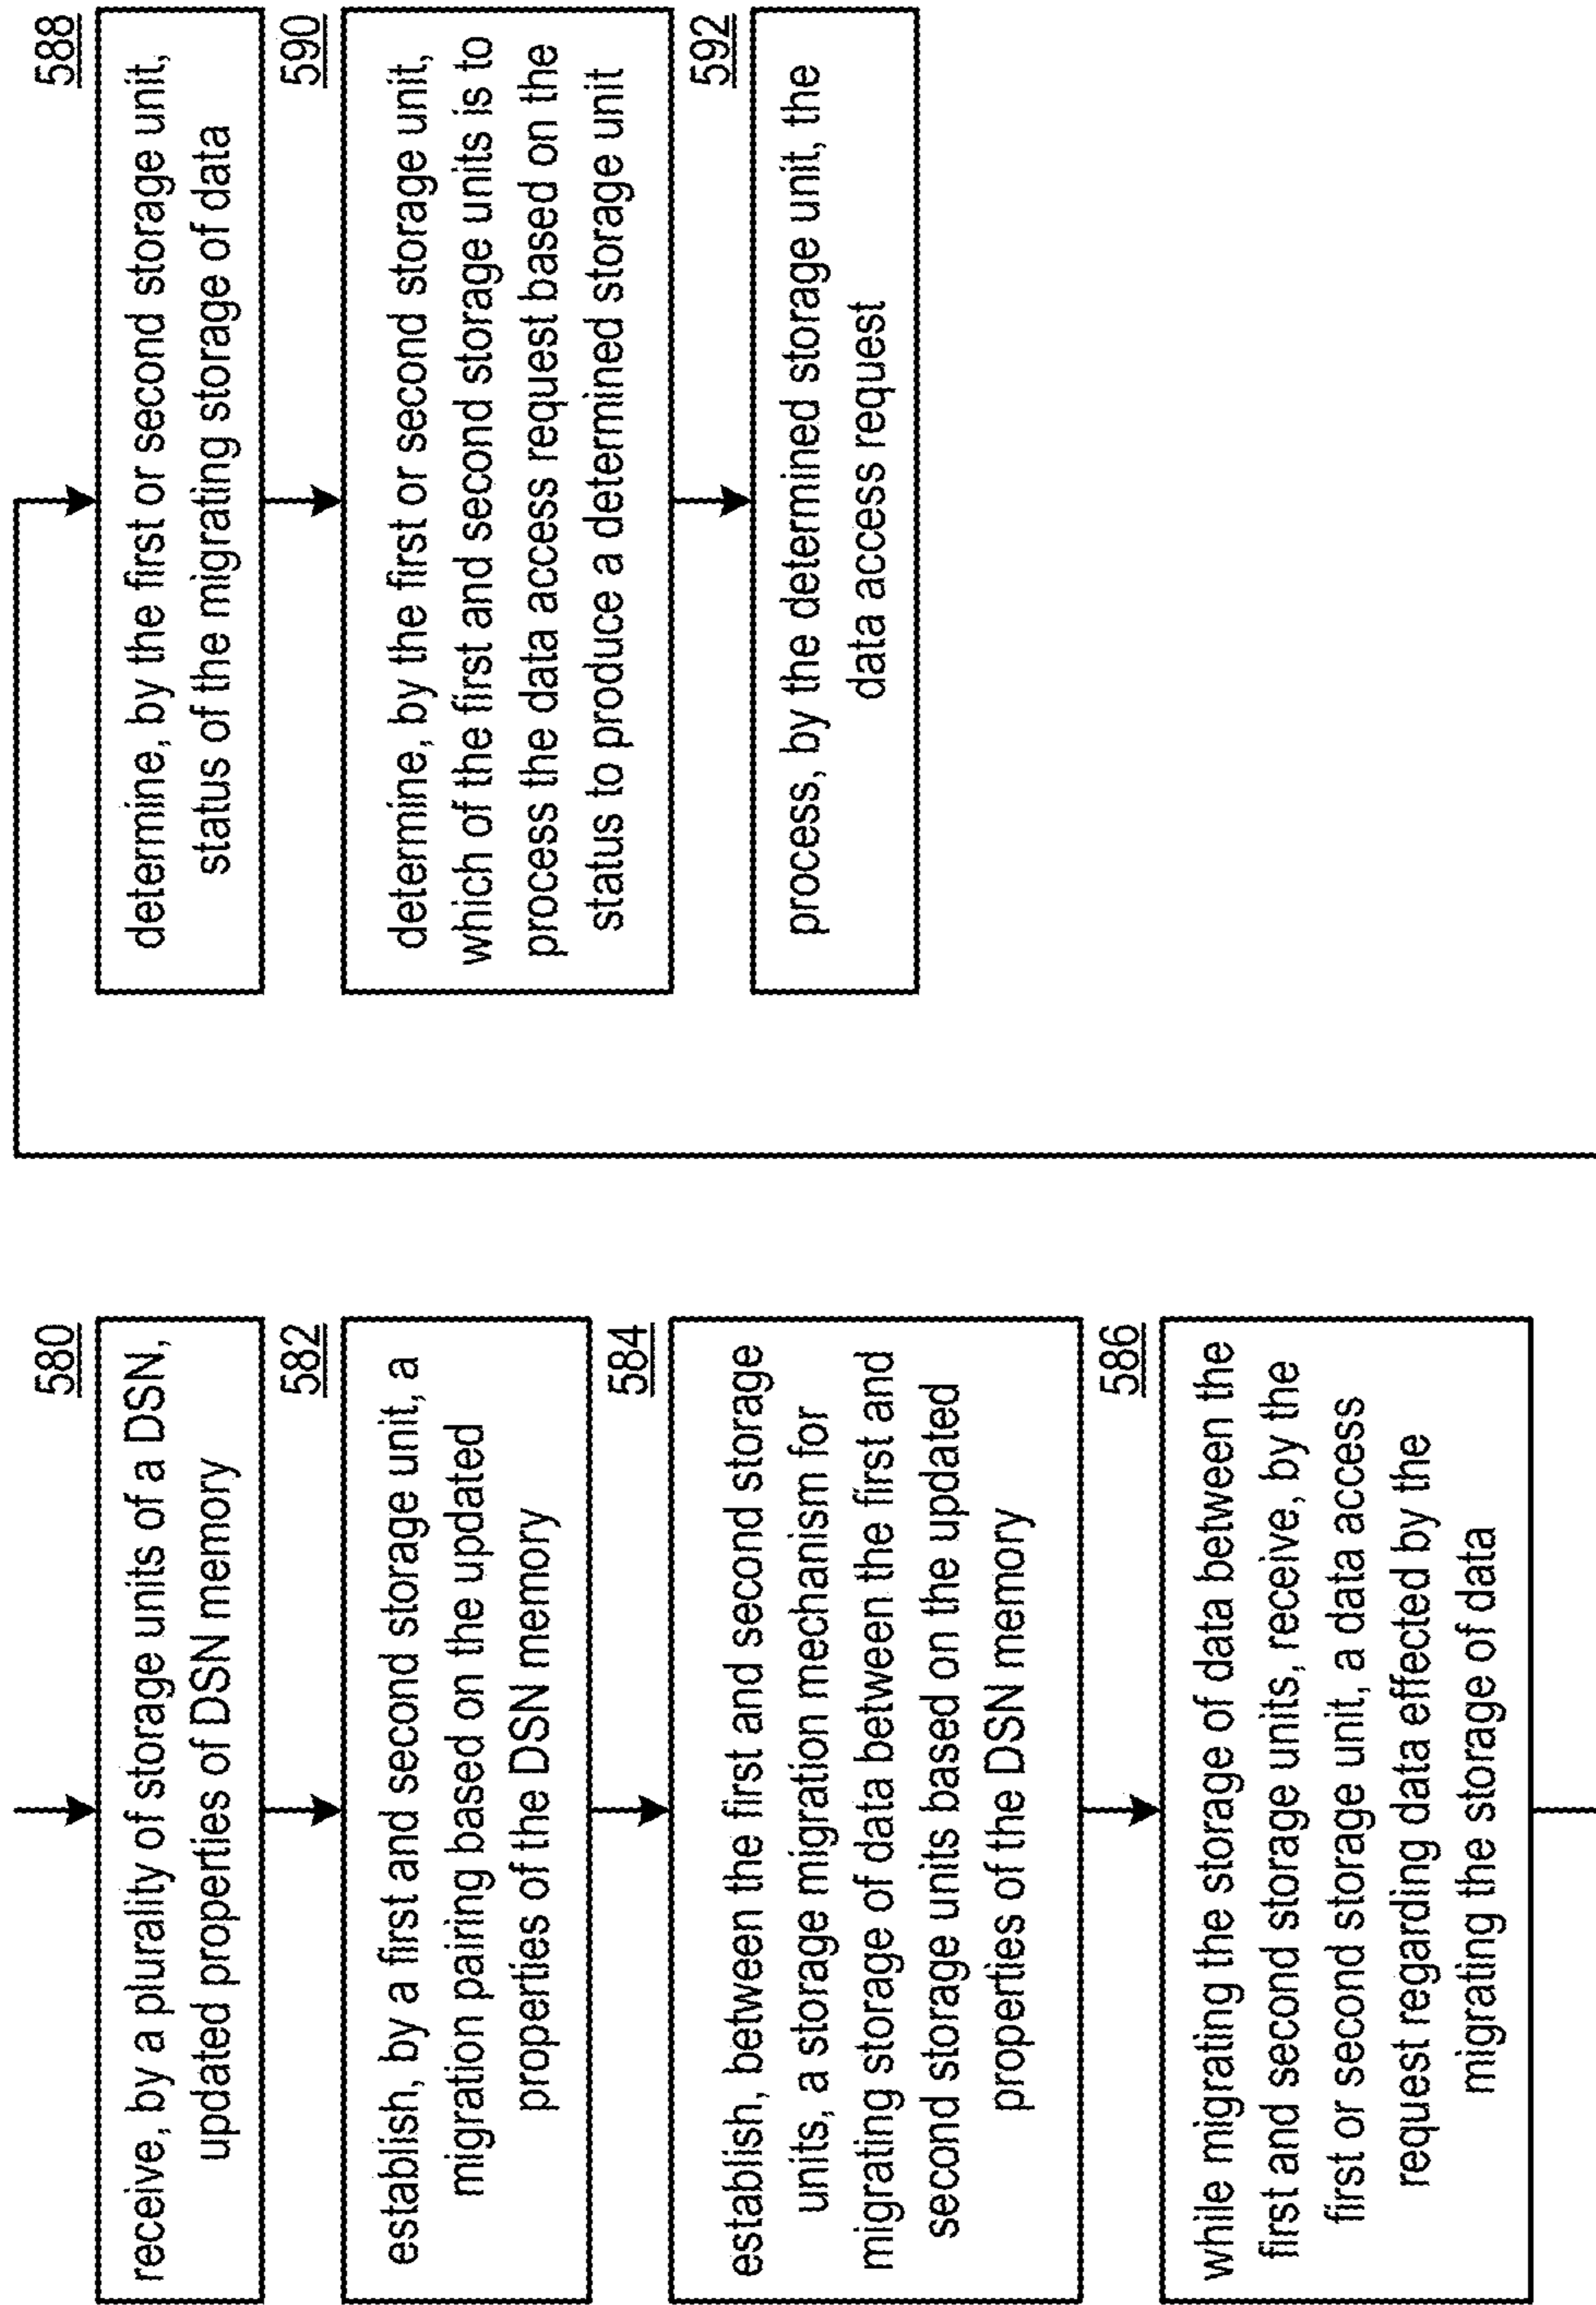 580
receive, by a plurality of storage units of a DSN,
updated properties of DSN memory
582
establish, by a first and second storage unit, a
migration pairing based on the updated
properties of the DSN memory
584
establish, between the first and second storage
units, a storage migration mechanism for
migrating storage of data between the first and
second storage units based on the updated
properties of the DSN memory
586
while migrating the storage of data between the
first and second storage units, receive, by the
first or second storage unit, a data access
request regarding data effected by the
migrating the storage of data
588
determine, by the first or second storage unit,
status of the migrating storage of data
590
determine, by the first or second storage unit,
which of the first and second storage units is to
process the data access request based on the
status to produce a determined storage unit
592
process, by the determined storage unit, the
data access request